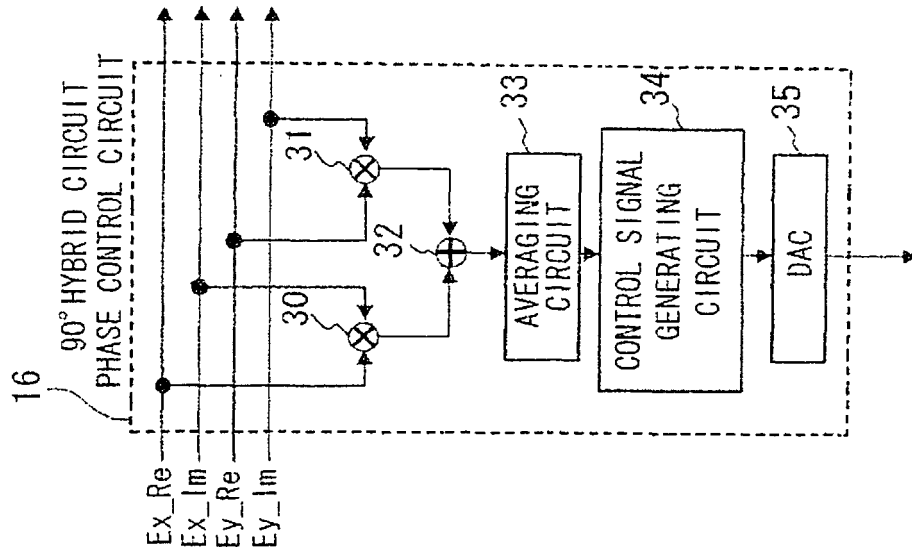 16
90° HYBRID CIRCUIT
PHASE CONTROL CIRCUIT
Ex_Re
Ex_Im
Ey_Re
Ey_Im
30
31
32
AVERAGING
CIRCUIT
33
CONTROL SIGNAL
GENERATING
CIRCUIT
34
DAC
35